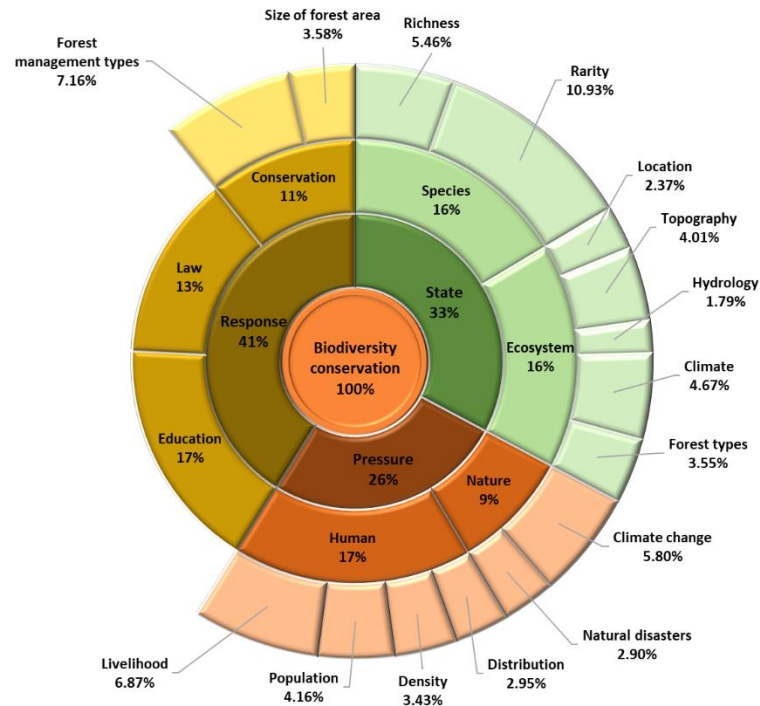 Size of forest area
3.58%
Richness
5.46%
Forest
management types
7.16%
Rarity
10.93%
Location
2.37%
Topography
4.01%
Hydrology
1.79%
Climate
4.67%
Forest types
3.55%
Conservation
11%
Species
16%
Law
13%
Response
41%
State
33%
Ecosystem
16%
Biodiversity
conservation
100%
Education
17%
Pressure
26%
Nature
9%
Human
17%
Climate change
5.80%
Natural disasters
2.90%
Distribution
2.95%
Density
3.43%
Population
4.16%
Livelihood
6.87%